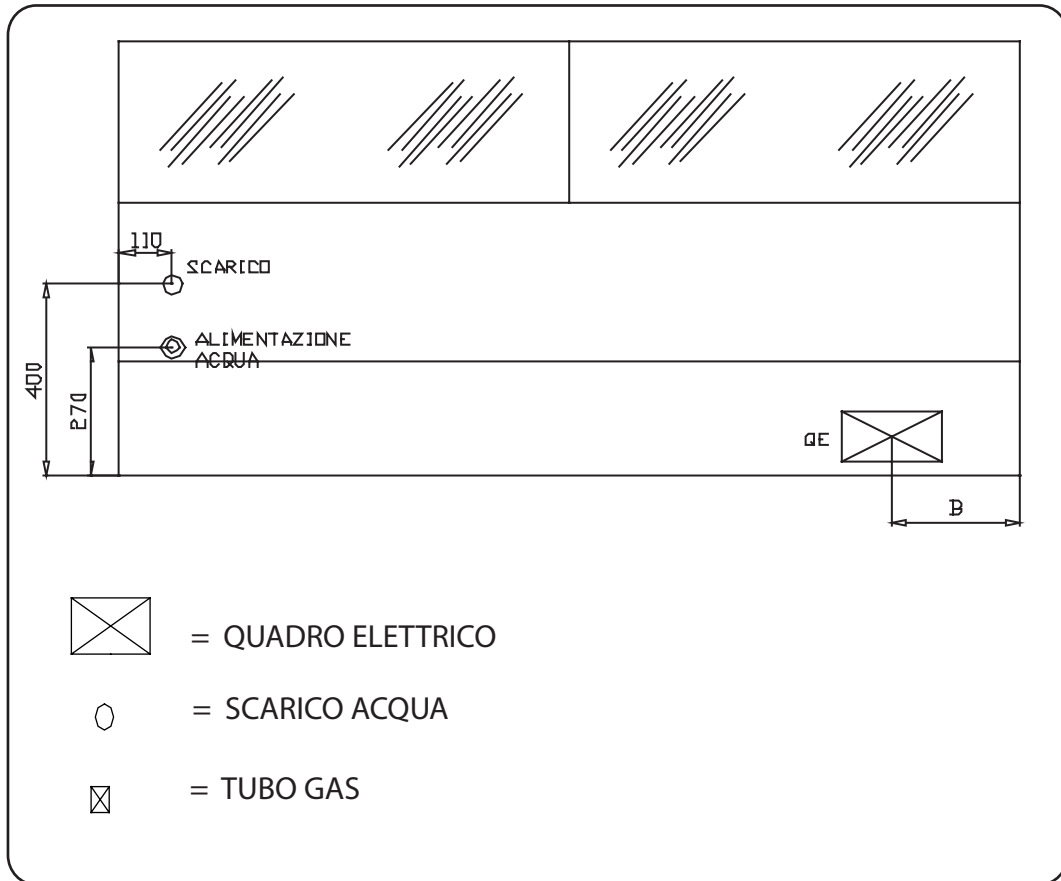 110
SCARICO
ALIMENTAZIONE
ACQUA
400
270
QE
B
= QUADRO ELETTRICO
= SCARICO ACQUA
= TUBO GAS